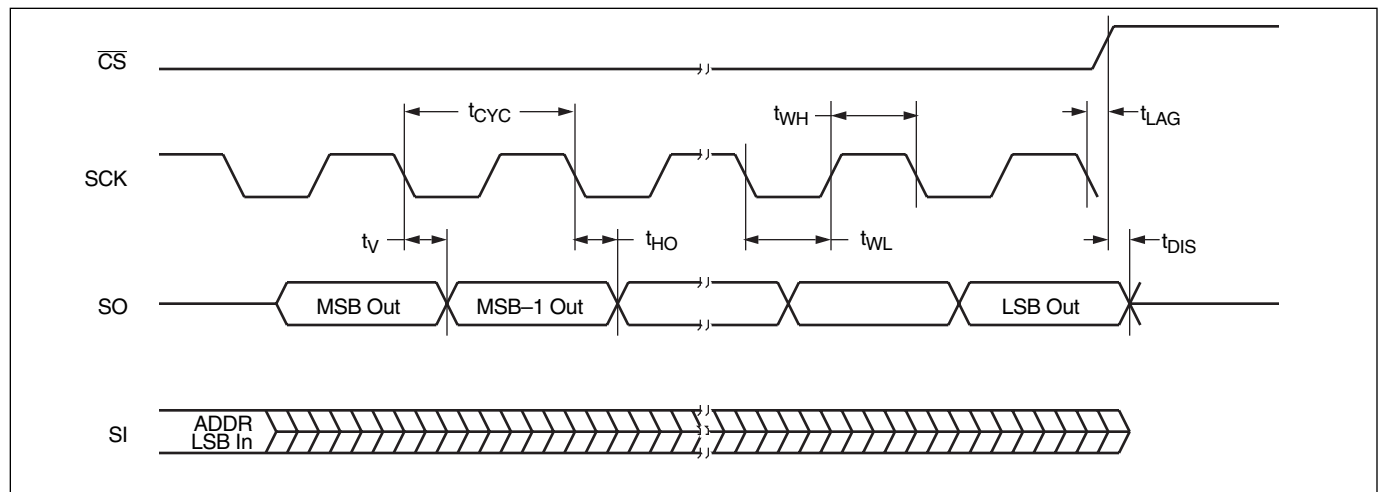 C̅S̅
tCYC
tWH
tLAG
SCK
tV
tHO
tWL
tDIS
SO
MSB Out
MSB–1 Out
LSB Out
SI
ADDR
LSB In